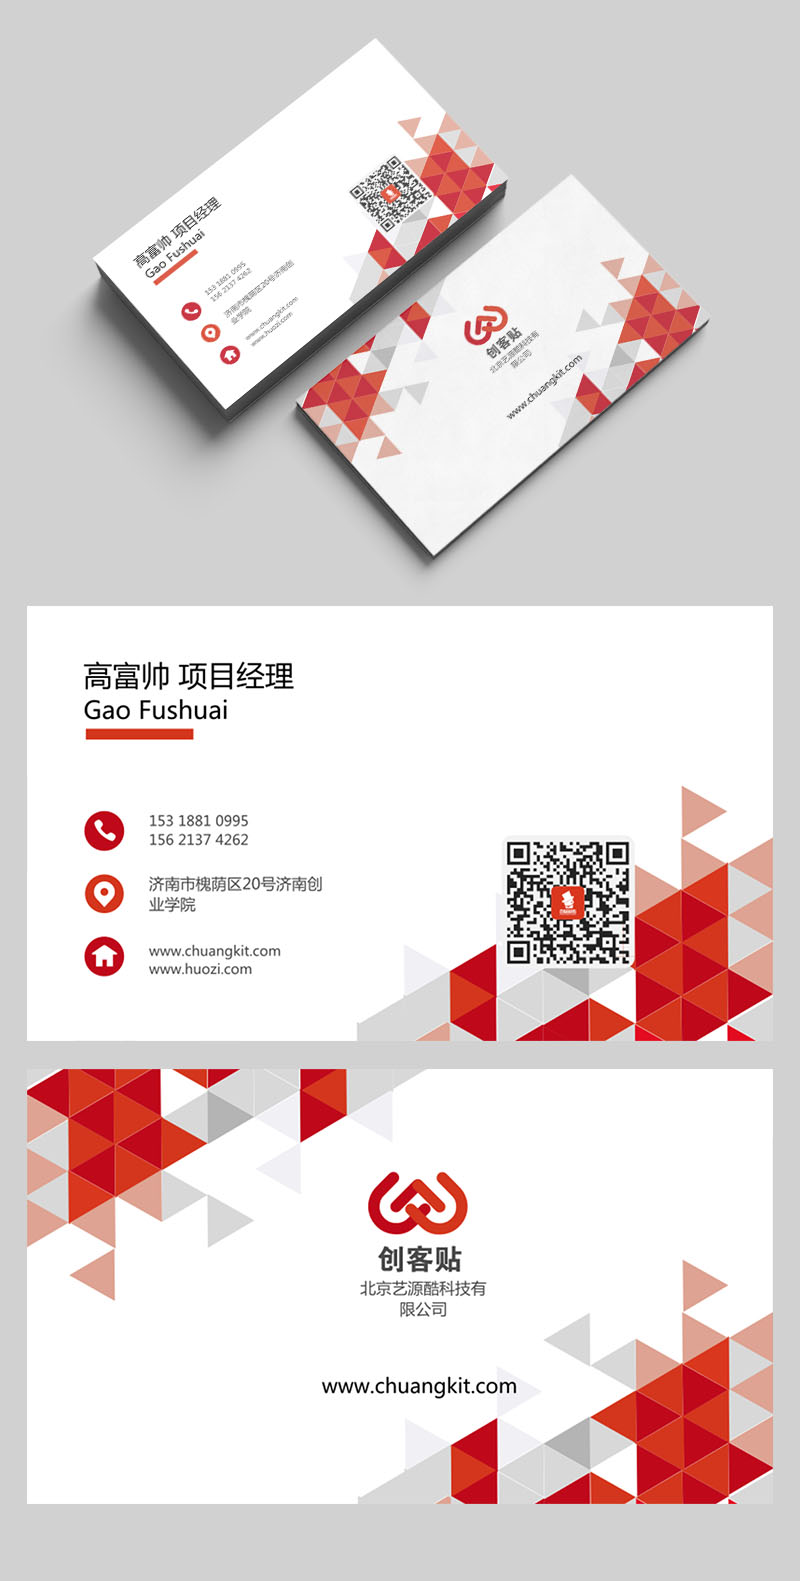 高富帅 项目经理
Gao Fushuai
153 1881 0995
156 2137 4262
济南市槐荫区20号济南创
业学院
www.chuangkit.com
www.huozi.com
创客贴
北京艺源酷科技有
限公司
www.chuangkit.com
高富帅 项目经理
Gao Fushuai
153 1881 0995
156 2137 4262
济南市槐荫区20号济南创
业学院
www.chuangkit.com
www.huozi.com
创客贴
北京艺源酷科技有
限公司
www.chuangkit.com